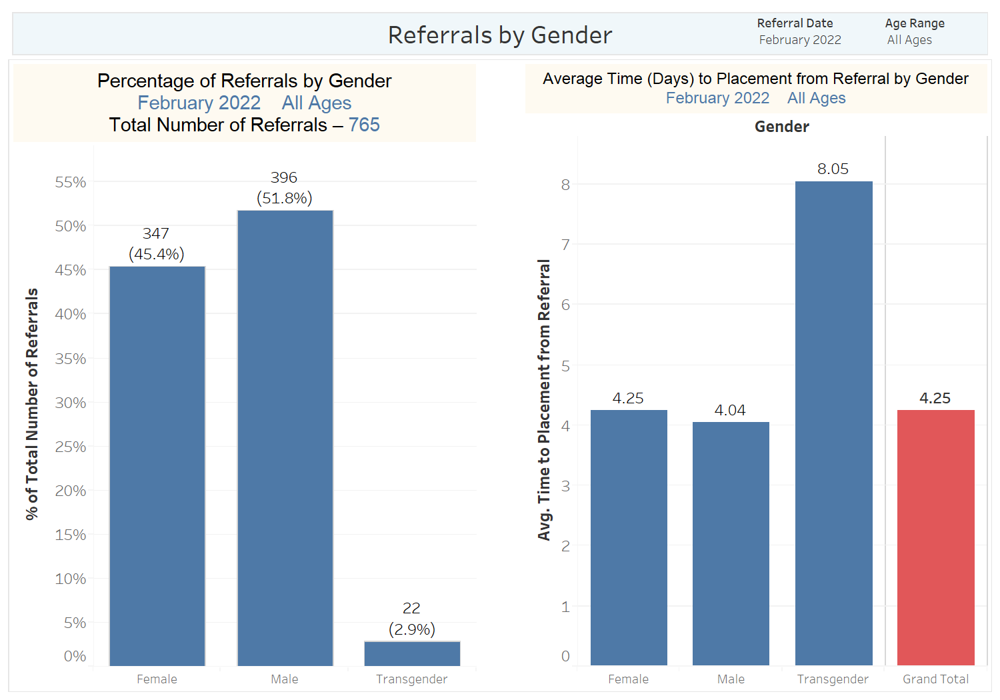 Referrals by Gender
Referral Date
February 2022
Age Range
All Ages
Percentage of Referrals by Gender
February 2022 All Ages
Total Number of Referrals – 765
% of Total Number of Referrals
55%
50%
45%
40%
35%
30%
25%
20%
15%
10%
5%
0%
347
(45.4%)
396
(51.8%)
22
(2.9%)
Female
Male
Transgender
Average Time (Days) to Placement from Referral by Gender
February 2022 All Ages
Gender
Avg. Time to Placement from Referral
8
7
6
5
4
3
2
1
0
4.25
4.04
8.05
4.25
Female
Male
Transgender
Grand Total